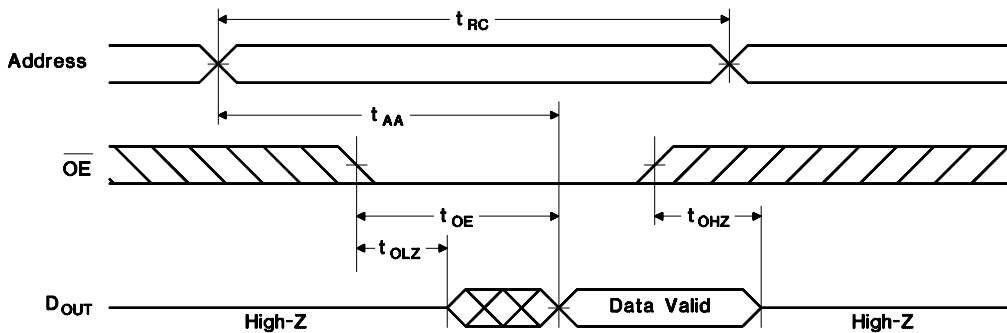 t RC
Address
t AA
OE
t OE
t OHZ
t OLZ
D OUT
High-Z
Data Valid
High-Z